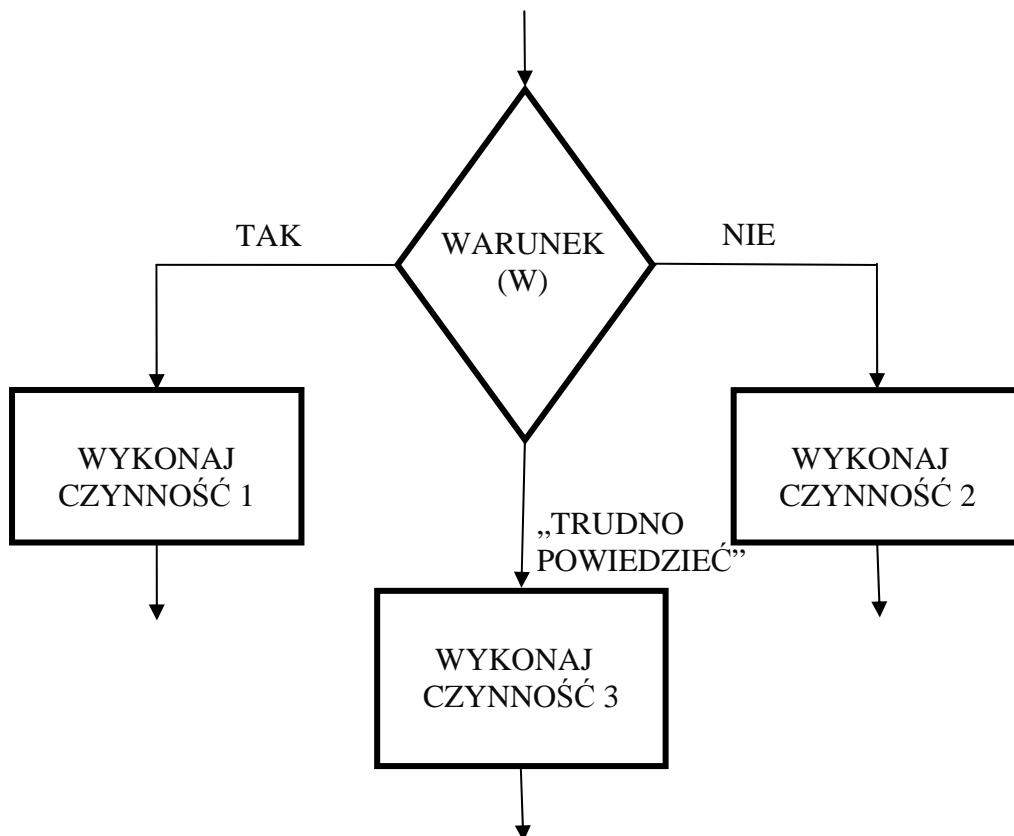 TAK
WARUNEK
(W)
NIE
WYKONAJ
CZYNNOŚĆ 1
WYKONAJ
CZYNNOŚĆ 2
„TRUDNO
POWIEDZIEĆ”
WYKONAJ
CZYNNOŚĆ 3